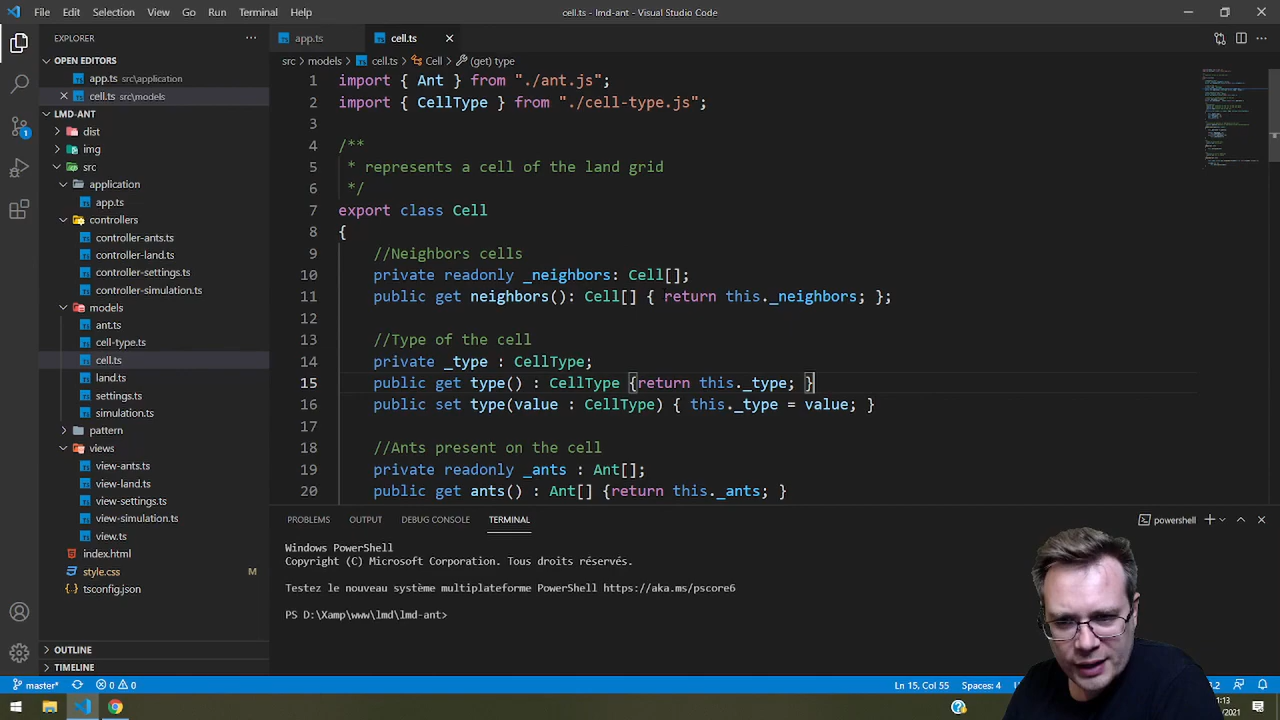 File Edit Selection View Go Run Terminal Help
cell.ts - lmd-ant - Visual Studio Code
EXPLORER
OPEN EDITORS
app.ts src\application
cell.ts src\models
LMD-ANT
dist
img
src
application
app.ts
controllers
controller-ants.ts
controller-land.ts
controller-settings.ts
controller-simulation.ts
models
ant.ts
cell-type.ts
cell.ts
land.ts
settings.ts
simulation.ts
pattern
views
view-ants.ts
view-land.ts
view-settings.ts
view-simulation.ts
view.ts
index.html
style.css M
tsconfig.json
OUTLINE
TIMELINE
app.ts cell.ts
src > models > cell.ts > Cell > (get) type
1 import { Ant } from "./ant.js";
2 import { CellType } from "./cell-type.js";
3
4 /**
5 * represents a cell of the land grid
6 */
7 export class Cell
8 {
9 //Neighbors cells
10 private readonly _neighbors: Cell[];
11 public get neighbors(): Cell[] { return this._neighbors; };
12
13 //Type of the cell
14 private _type : CellType;
15 public get type() : CellType {return this._type; }
16 public set type(value : CellType) { this._type = value; }
17
18 //Ants present on the cell
19 private readonly _ants : Ant[];
20 public get ants() : Ant[] {return this._ants; }
PROBLEMS OUTPUT DEBUG CONSOLE TERMINAL
powershell
Windows PowerShell
Copyright (C) Microsoft Corporation. Tous droits réservés.
Testez le nouveau système multiplateforme PowerShell https://aka.ms/pscore6
PS D:\Xamp\www\lmd\lmd-ant>
master* 0 0
Ln 15, Col 55 Spaces: 4